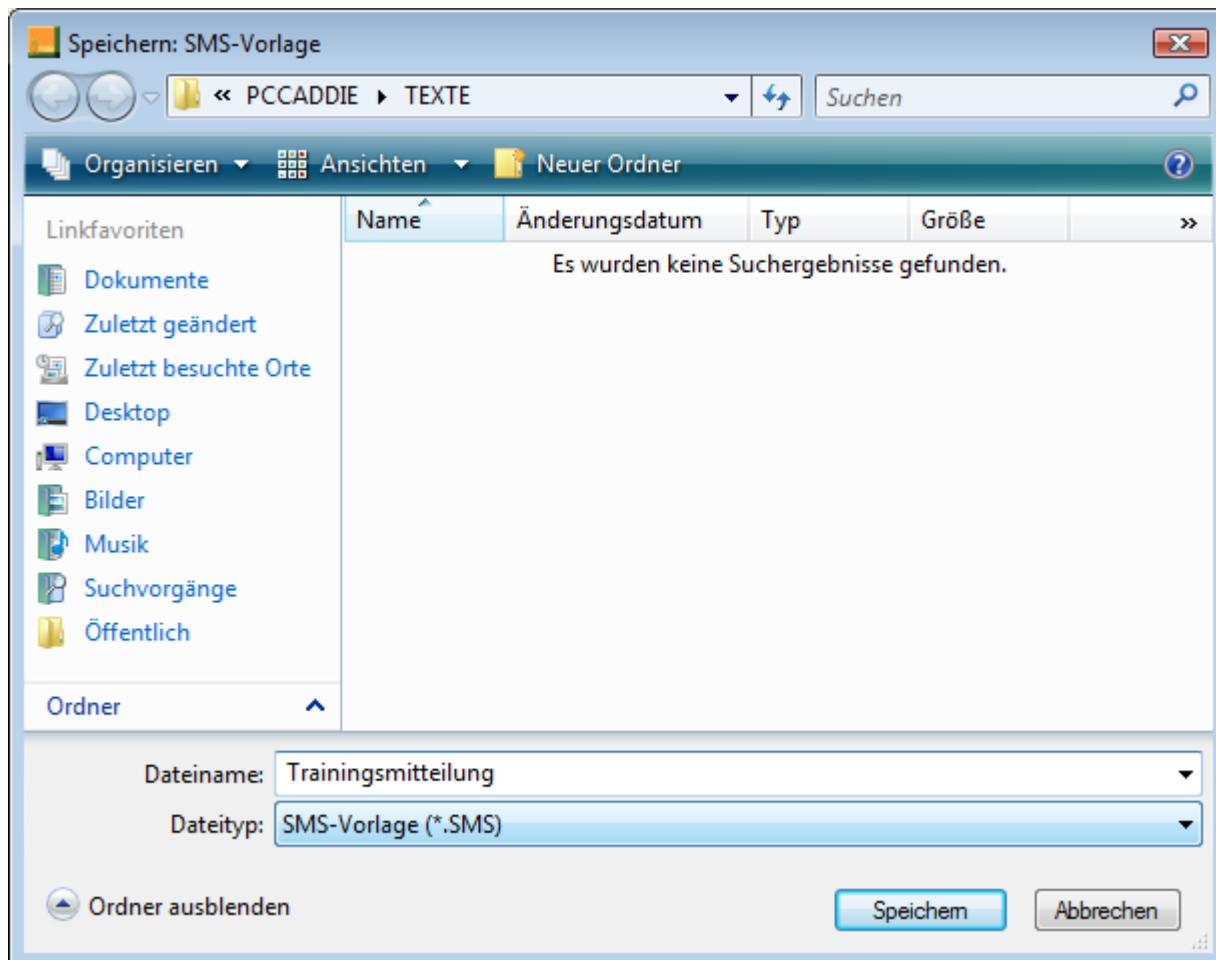 Speichern: SMS-Vorlage
« PCCADDIE TEXTE Suchen
Organisieren Ansichten Neuer Ordner
Linkfavoriten
Dokumente
Zuletzt geändert
Zuletzt besuchte Orte
Desktop
Computer
Bilder
Musik
Suchvorgänge
Öffentlich
Ordner
Name Änderungsdatum Typ Größe »
Es wurden keine Suchergebnisse gefunden.
Dateiname: Trainingsmitteilung
Dateityp: SMS-Vorlage (*.SMS)
Ordner ausblenden Speichern Abbrechen